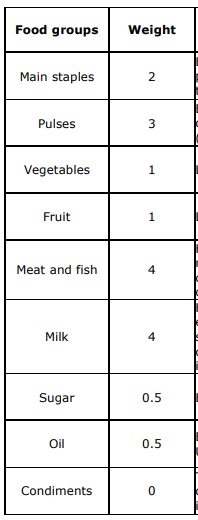 Food groups Weight
Main staples 2
Pulses 3
Vegetables 1
Fruit 1
Meat and fish 4
Milk 4
Sugar 0.5
Oil 0.5
Condiments 0